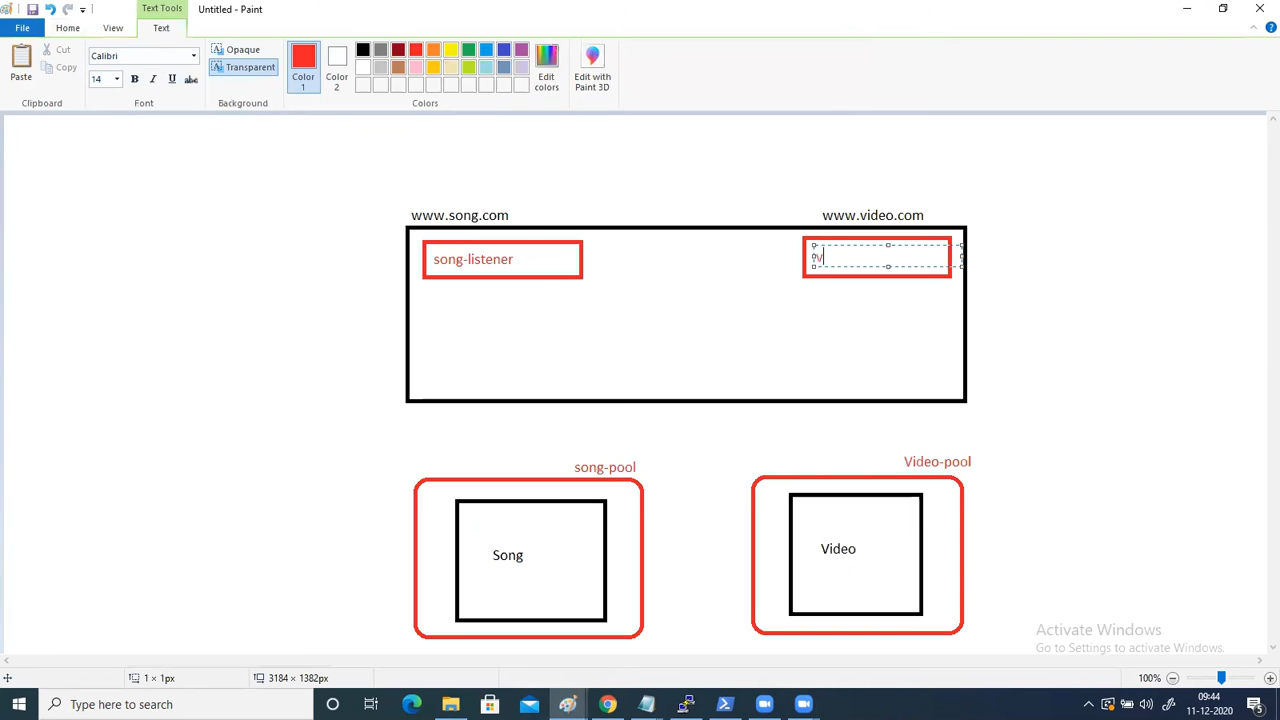 Text Tools
Untitled - Paint
File
Home
View
Text
Paste
Cut
Copy
Clipboard
Calibri
14
B I U abc
Font
Opaque
Transparent
Background
Color 1
Color 2
Edit colors
Colors
Edit with Paint 3D
www.song.com
www.video.com
song-listener
v
song-pool
Video-pool
Song
Video
Activate Windows
Go to Settings to activate Windows.
1 × 1px
3184 × 1382px
100%
Type here to search
09:44
11-12-2020
5